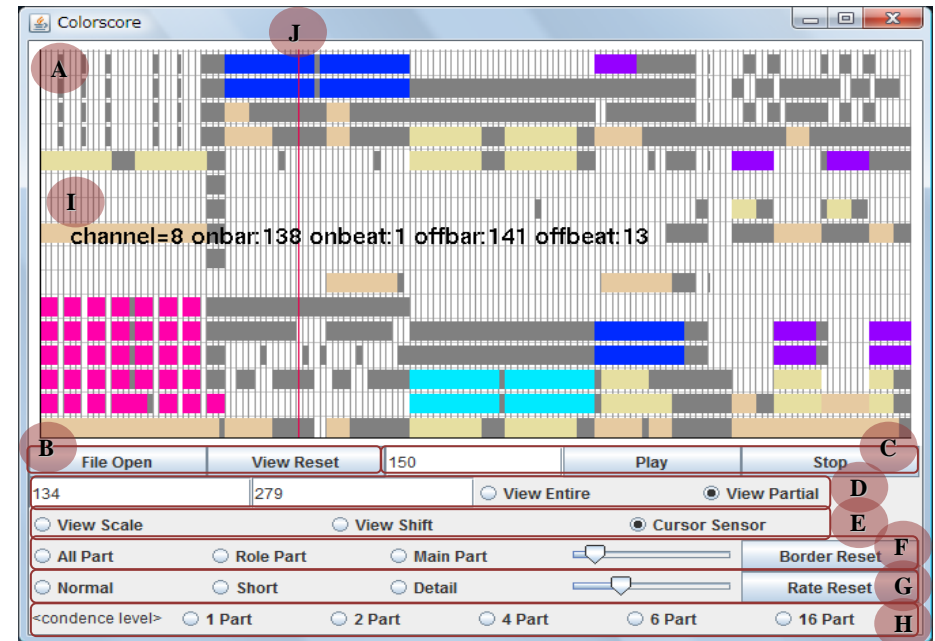 Colorscore
J
A
I
channel=8 onbar:138 onbeat:1 offbar:141 offbeat:13
B
C
File Open View Reset 150 Play Stop
134 279 View Entire View Partial D
View Scale View Shift Cursor Sensor E
All Part Role Part Main Part Border Reset F
Normal Short Detail Rate Reset G
<condence level> 1 Part 2 Part 4 Part 6 Part 16 Part H